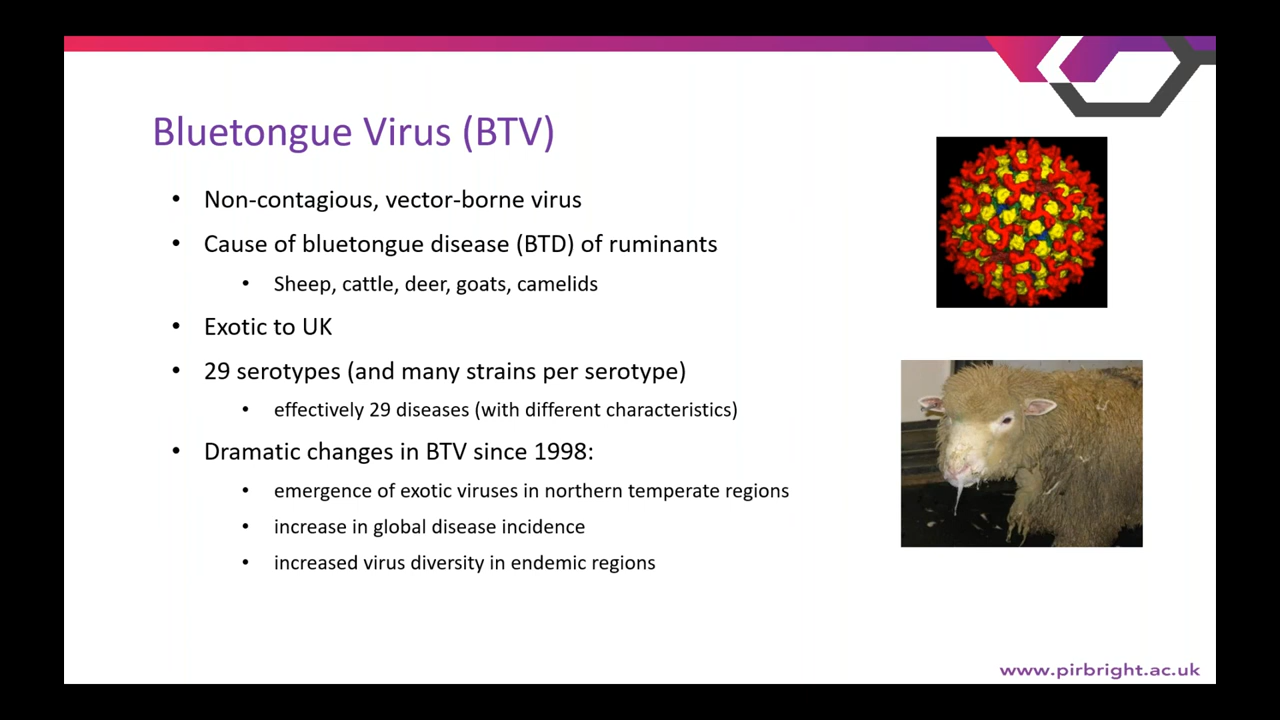 Bluetongue Virus (BTV)
• Non-contagious, vector-borne virus
• Cause of bluetongue disease (BTD) of ruminants
• Sheep, cattle, deer, goats, camelids
• Exotic to UK
• 29 serotypes (and many strains per serotype)
• effectively 29 diseases (with different characteristics)
• Dramatic changes in BTV since 1998:
• emergence of exotic viruses in northern temperate regions
• increase in global disease incidence
• increased virus diversity in endemic regions
www.pirbright.ac.uk